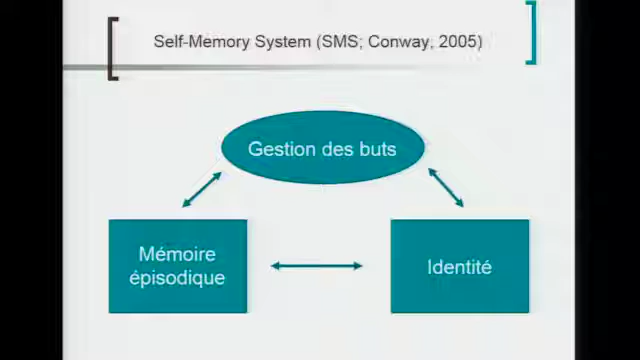 Self-Memory System (SMS; Conway, 2005)
Gestion des buts
Mémoire
épisodique
Identité